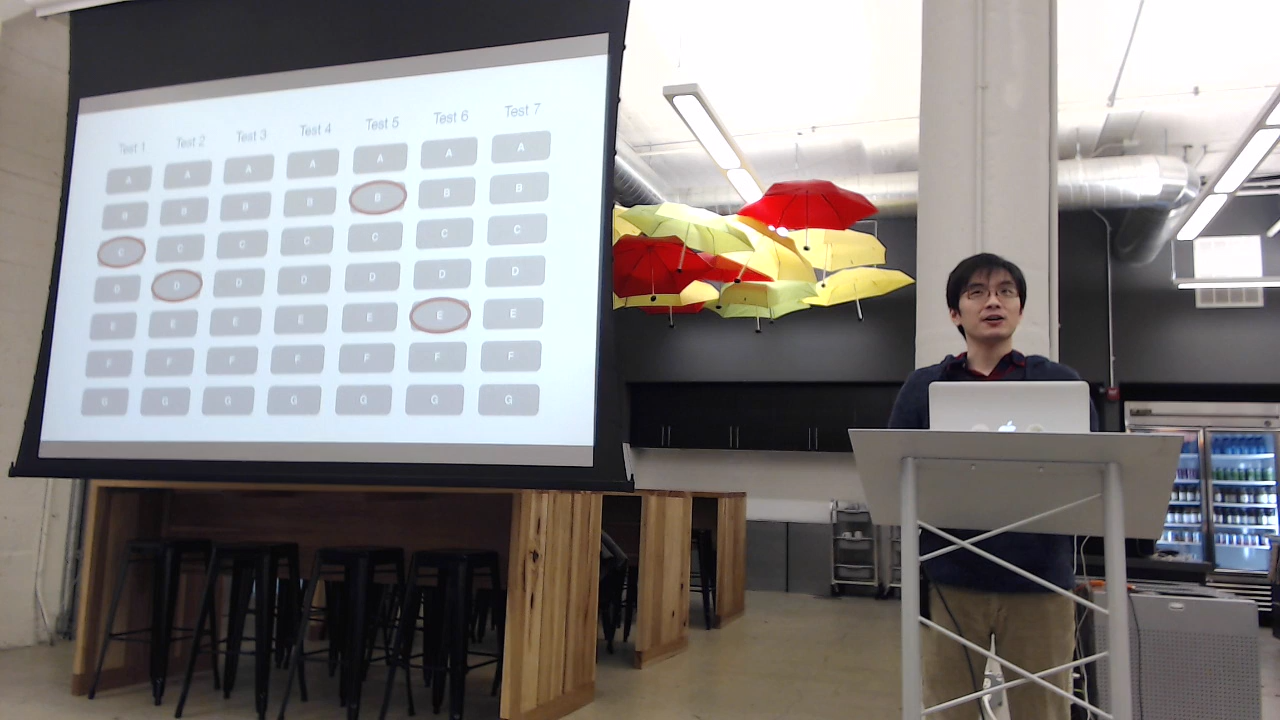 Test 1 Test 2 Test 3 Test 4 Test 5 Test 6 Test 7
A A A A A A A
B B B B B B B
C C C C C C C
D D D D D D D
E E E E E E E
F F F F F F F
G G G G G G G